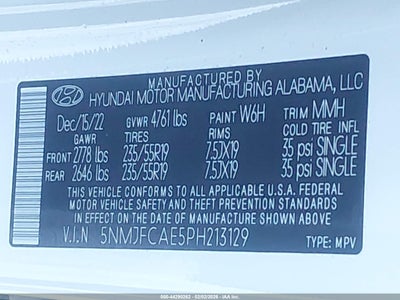 MANUFACTURED BY
HYUNDAI MOTOR MANUFACTURING ALABAMA, LLC
Dec/15/22 GVWR 4761 lbs PAINT W6H TRIM MMH
GAWR TIRES RIMS COLD TIRE INFL.
FRONT 2778 lbs 235/55R19 7.5JX19 35 psi SINGLE
REAR 2646 lbs 235/55R19 7.5JX19 35 psi SINGLE
THIS VEHICLE CONFORMS TO ALL APPLICABLE U.S.A. FEDERAL
MOTOR VEHICLE SAFETY AND THEFT PREVENTION STANDARDS
IN EFFECT ON THE DATE OF MANUFACTURE SHOWN ABOVE.
V.I.N 5NMJFCAE5PH213129 TYPE: MPV